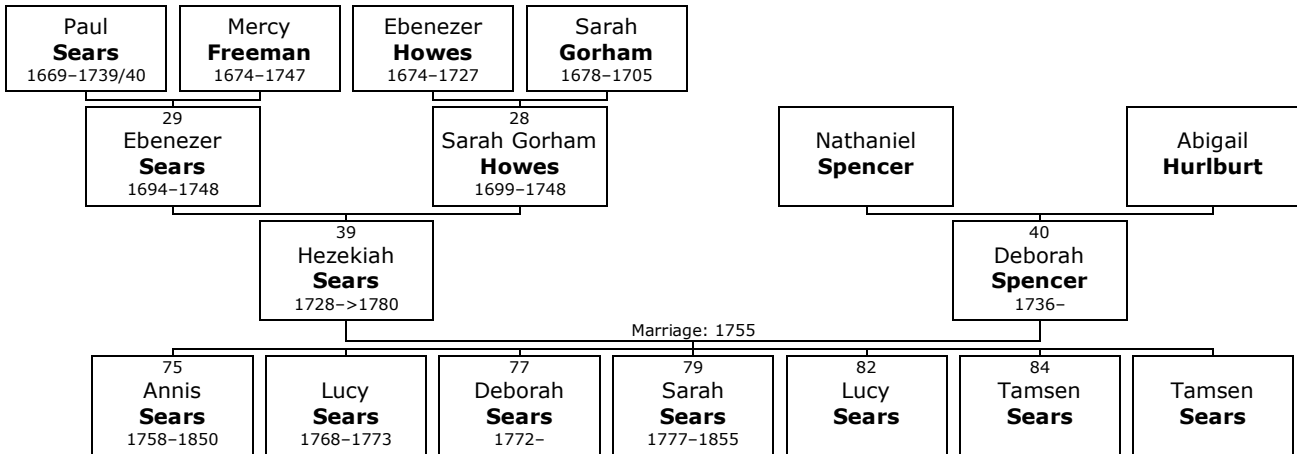 Paul
Sears
1669–1739/40
Mercy
Freeman
1674–1747
Ebenezer
Howes
1674–1727
Sarah
Gorham
1678–1705
29
Ebenezer
Sears
1694–1748
28
Sarah Gorham
Howes
1699–1748
Nathaniel
Spencer
Abigail
Hurlburt
39
Hezekiah
Sears
1728–>1780
40
Deborah
Spencer
1736–
Marriage: 1755
75
Annis
Sears
1758–1850
Lucy
Sears
1768–1773
77
Deborah
Sears
1772–
79
Sarah
Sears
1777–1855
82
Lucy
Sears
84
Tamsen
Sears
Tamsen
Sears